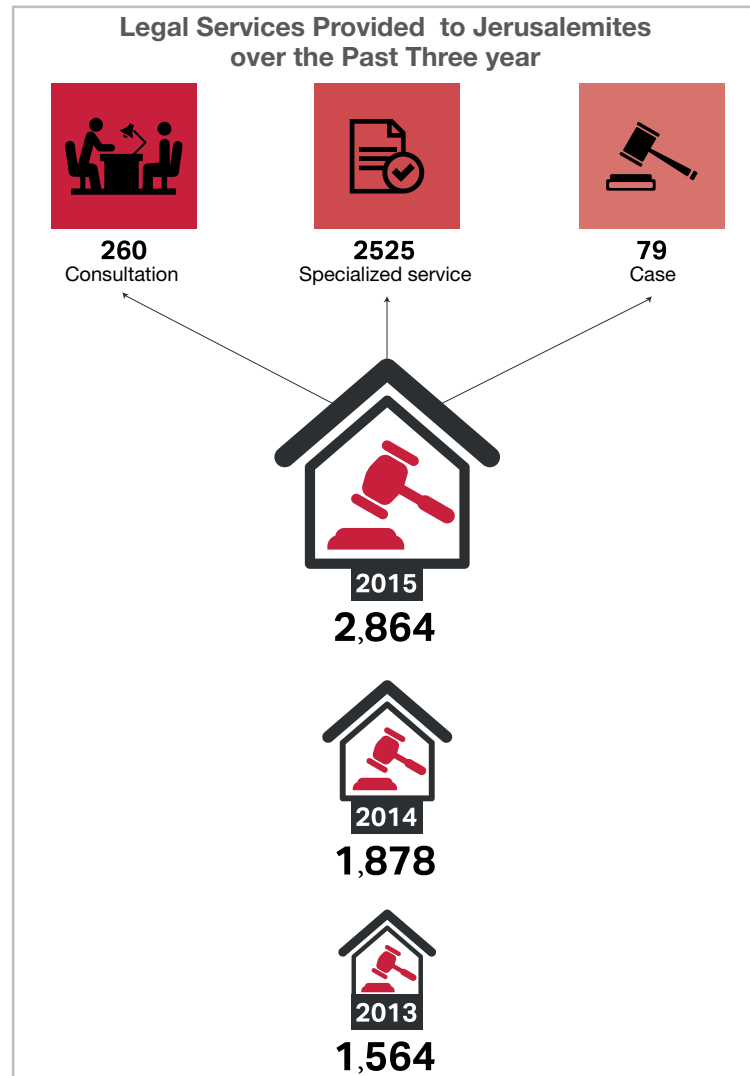 Legal Services Provided to Jerusalemites
over the Past Three year
260
Consultation
2525
Specialized service
79
Case
2015
2,864
2014
1,878
2013
1,564